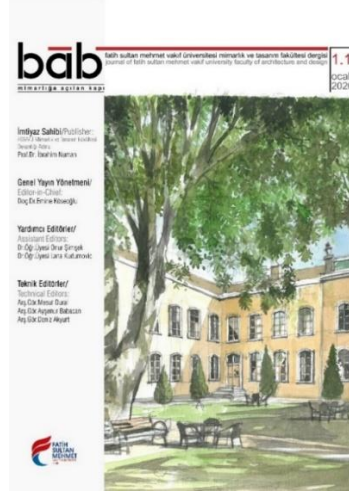 bāb
mimarlığa açılan kapı
fatih sultan mehmet vakıf üniversitesi mimarlık ve tasarım fakültesi dergisi
journal of fatih sultan mehmet vakıf university faculty of architecture and design
1.1
ocak
2020
İmtiyaz Sahibi/Publisher:
Prof.Dr. İbrahim Numan
Genel Yayın Yönetmeni/
Editor-in-Chief:
Doç.Dr.Emine Köseoğlu
Yardımcı Editörler/
Assistant Editors:
Dr.Öğr.Üyesi Onur Şimşek
Dr.Öğr.Üyesi Lana Kudumovic
Teknik Editörler/
Technical Editors:
Arş.Gör.Mesut Dural
Arş.Gör.Ayşenur Babacan
Arş.Gör.Deniz Akyurt
FATİH
SULTAN
MEHMET